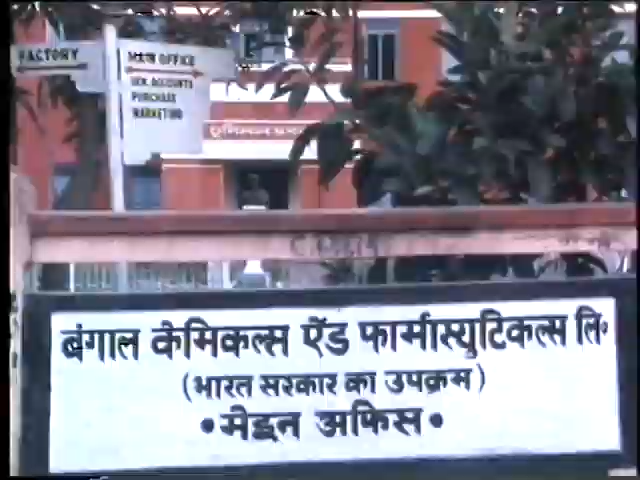 FACTORY
MAIN OFFICE
GEN. ACCOUNTS
PURCHASE
MARKETING
बंगाल केमिकल्स ऐंड फार्मास्युटिकल्स लि॰
(भारत सरकार का उपक्रम)
•मेइन अफिस•